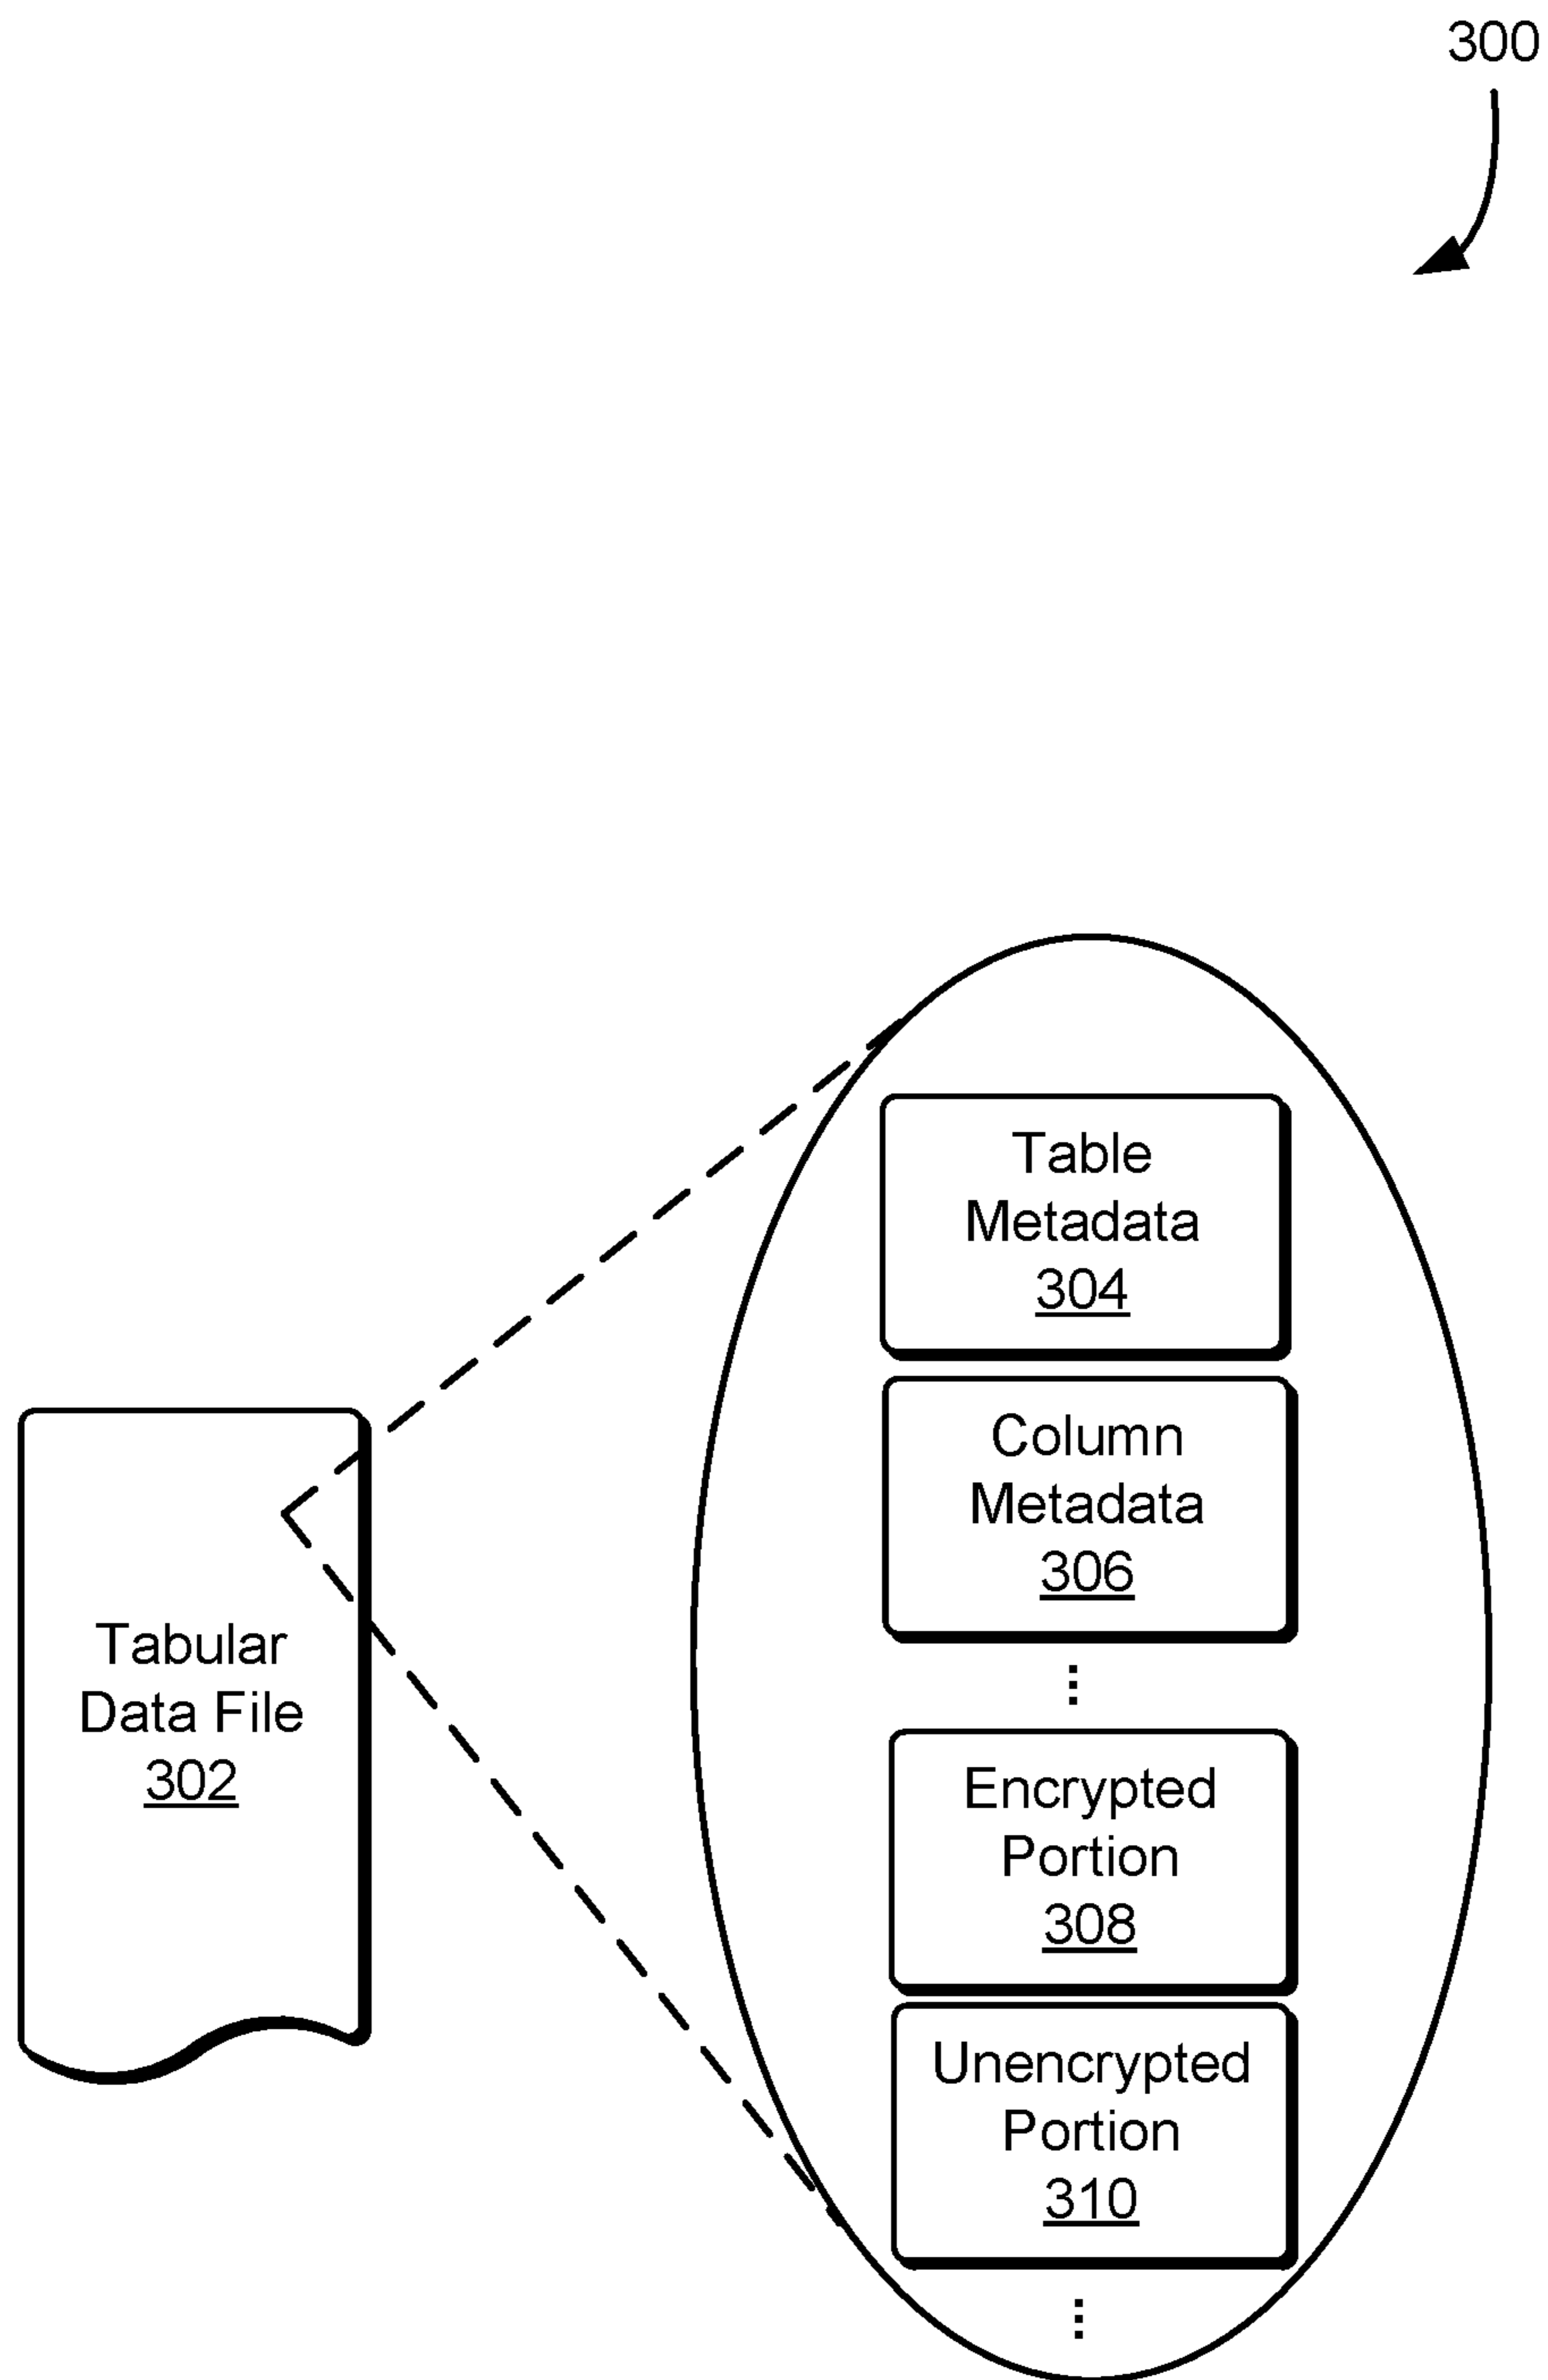 300
Table
Metadata
304
Column
Metadata
306
Tabular
Data File
302
Encrypted
Portion
308
Unencrypted
Portion
310